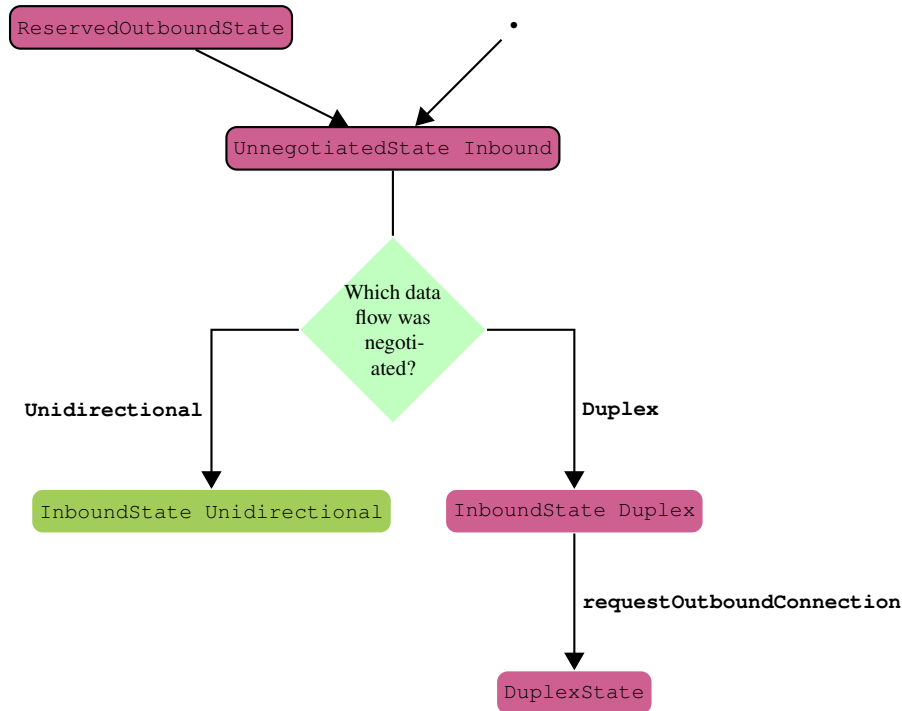 ReservedOutboundState
•
UnnegotiatedState Inbound
Which data
flow was
negoti-
ated?
Unidirectional
Duplex
InboundState Unidirectional
InboundState Duplex
requestOutboundConnection
DuplexState